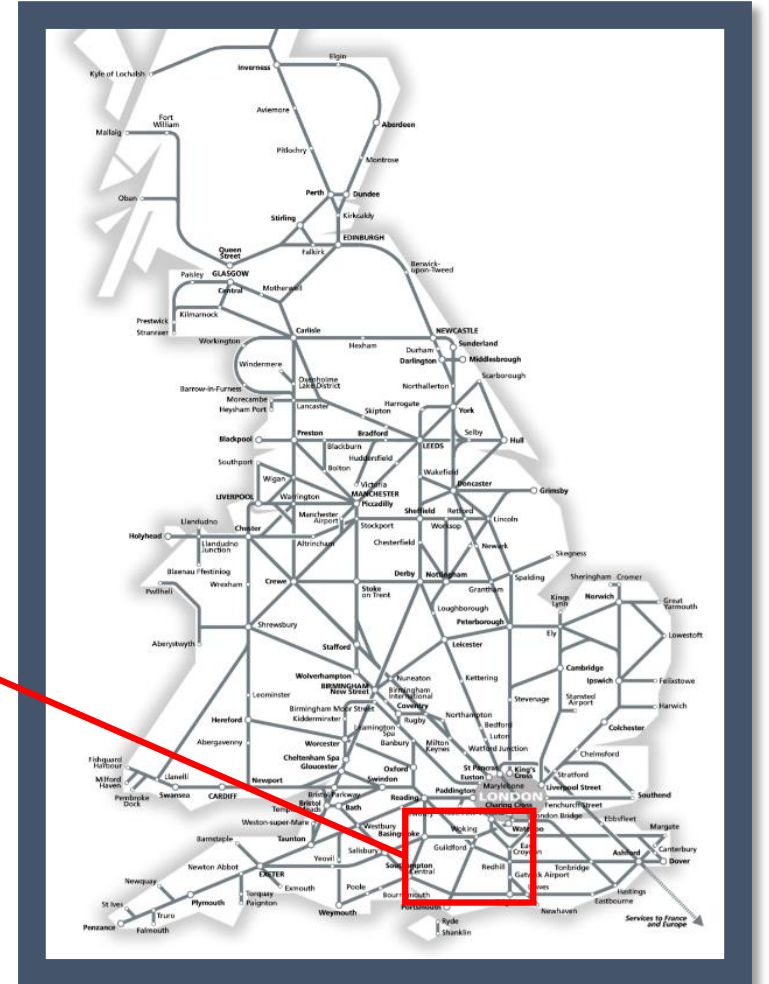 Elgin
Inverness
Kyle of Lochalsh
Aviemore
Fort
William
Mallaig
Aberdeen
Pitlochry
Montrose
Perth
Dundee
Oban
Stirling
Kirkcaldy
Queen
Street
Falkirk
EDINBURGH
Berwick-
upon-Tweed
Paisley
GLASGOW
Central
Motherwell
Prestwick
Kilmarnock
Stranraer
Carlisle
NEWCASTLE
Workington
Hexham
Sunderland
Durham
Darlington
Middlesbrough
Windermere
Scarborough
Barrow-in-Furness
Oxenholme
Lake District
Northallerton
Morecambe
Heysham Port
Lancaster
Harrogate
Skipton
York
Blackpool
Preston
Bradford
Selby
Hull
Blackburn
LEEDS
Huddersfield
Southport
Bolton
Wakefield
Wigan
Victoria
Doncaster
Grimsby
LIVERPOOL
Warrington
MANCHESTER
Piccadilly
Sheffield
Retford
Llandudno
Manchester
Airport
Stockport
Worksop
Lincoln
Holyhead
Chester
Llandudno
Junction
Altrincham
Chesterfield
Newark
Skegness
Blaenau Ffestiniog
Wrexham
Crewe
Stoke
on Trent
Derby
Nottingham
Grantham
Spalding
Sheringham
Cromer
Pwllheli
Kings
Lynn
Norwich
Great
Yarmouth
Loughborough
Shrewsbury
Peterborough
Ely
Lowestoft
Aberystwyth
Stafford
Leicester
Wolverhampton
Nuneaton
Cambridge
BIRMINGHAM
New Street
Birmingham
International
Kettering
Ipswich
Felixstowe
Leominster
Birmingham Moor Street
Coventry
Stevenage
Stansted
Airport
Kidderminster
Rugby
Northampton
Harwich
Hereford
Leamington
Spa
Bedford
Colchester
Abergavenny
Worcester
Banbury
Milton
Keynes
Luton
Cheltenham Spa
Watford Junction
Chelmsford
Fishguard
Harbour
Gloucester
Oxford
St Pancras
King's
Cross
Euston
Stratford
Milford
Haven
Llanelli
Newport
Swindon
Paddington
Marylebone
Liverpool Street
Pembroke
Dock
Swansea
CARDIFF
Bristol Parkway
Reading
LONDON
Southend
Bristol
Temple Meads
Bath
Charing Cross
Fenchurch Street
Weston-super-Mare
Newbury
London Bridge
Ebbsfleet
Westbury
Basingstoke
Woking
Waterloo
Margate
Barnstaple
Taunton
Salisbury
Guildford
East
Croydon
Canterbury
Newton Abbot
Yeovil
Southampton
Central
Redhill
Tonbridge
Ashford
Dover
EXETER
Gatwick Airport
Newquay
Exmouth
Poole
Lewes
Hastings
Torquay
Paignton
Bournemouth
Eastbourne
St Ives
Plymouth
Weymouth
Portsmouth
Newhaven
Truro
Ryde
Services to France
and Europe
Penzance
Falmouth
Shanklin